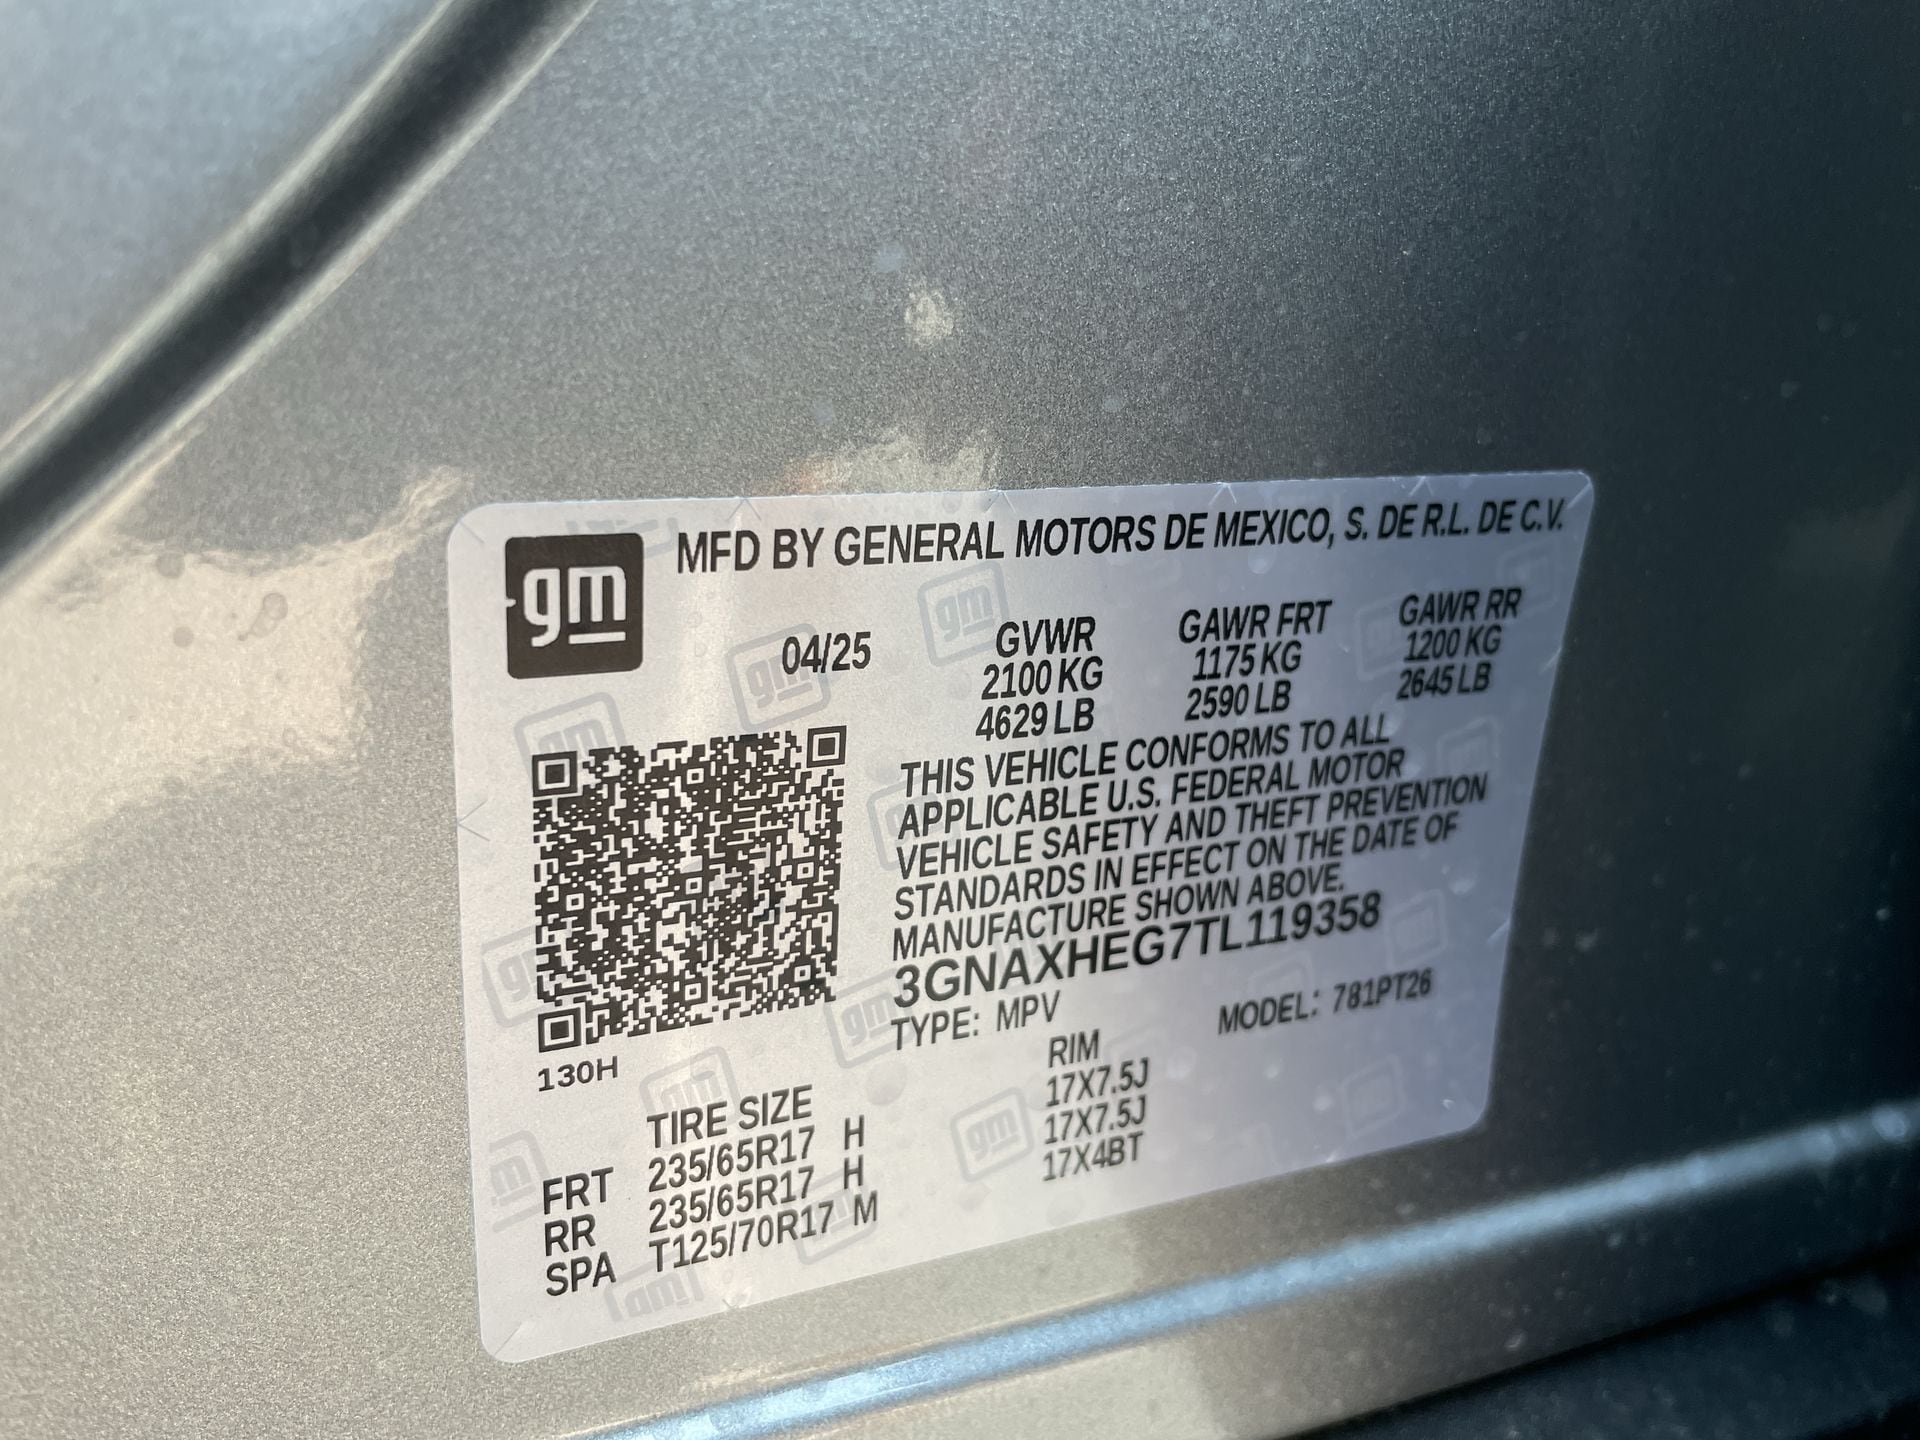 gm
MFD BY GENERAL MOTORS DE MEXICO, S. DE R.L. DE C.V.
04/25
GVWR GAWR FRT GAWR RR
2100 KG 1175 KG 1200 KG
4629 LB 2590 LB 2645 LB
THIS VEHICLE CONFORMS TO ALL
APPLICABLE U.S. FEDERAL MOTOR
VEHICLE SAFETY AND THEFT PREVENTION
STANDARDS IN EFFECT ON THE DATE OF
MANUFACTURE SHOWN ABOVE.
3GNAXHEG7TL119358
TYPE: MPV MODEL: 781PT26
130H
TIRE SIZE RIM
FRT 235/65R17 H 17X7.5J
RR 235/65R17 H 17X7.5J
SPA T125/70R17 M 17X4BT